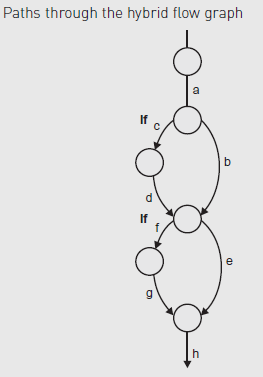 Paths through the hybrid flow graph
a
If
c
b
d
If
f
e
g
h